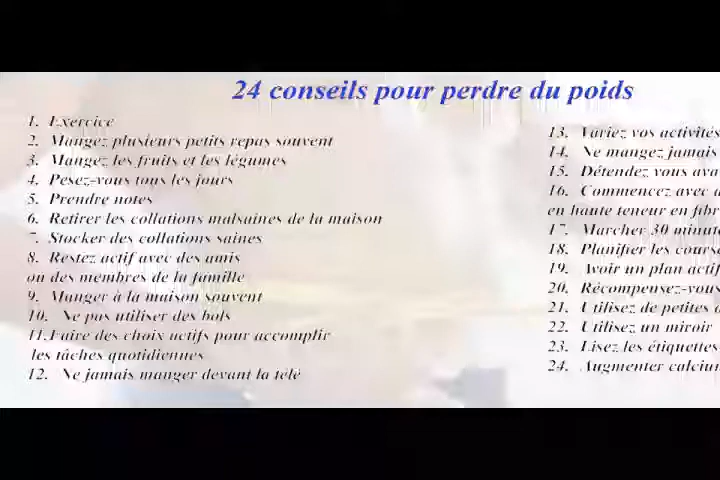 24 conseils pour perdre du poids
1. Exercice
2. Mangez plusieurs petits repas souvent
3. Mangez les fruits et les légumes
4. Pesez-vous tous les jours
5. Prendre notes
6. Retirer les collations malsaines de la maison
7. Stocker des collations saines
8. Restez actif avec des amis
ou des membres de la famille
9. Manger à la maison souvent
10. Ne pas utiliser des bols
11.Faire des choix actifs pour accomplir
les tâches quotidiennes
12. Ne jamais manger devant la télé
13. Variez vos activités
14. Ne mangez jamais
15. Détendez vous ava
16. Commencez avec d
en haute teneur en fibr
17. Marcher 30 minute
18. Planifier les course
19. Avoir un plan actif
20. Récompensez-vous
21. Utilisez de petites
22. Utilisez un miroir
23. Lisez les étiquettes
24. Augmenter calcium